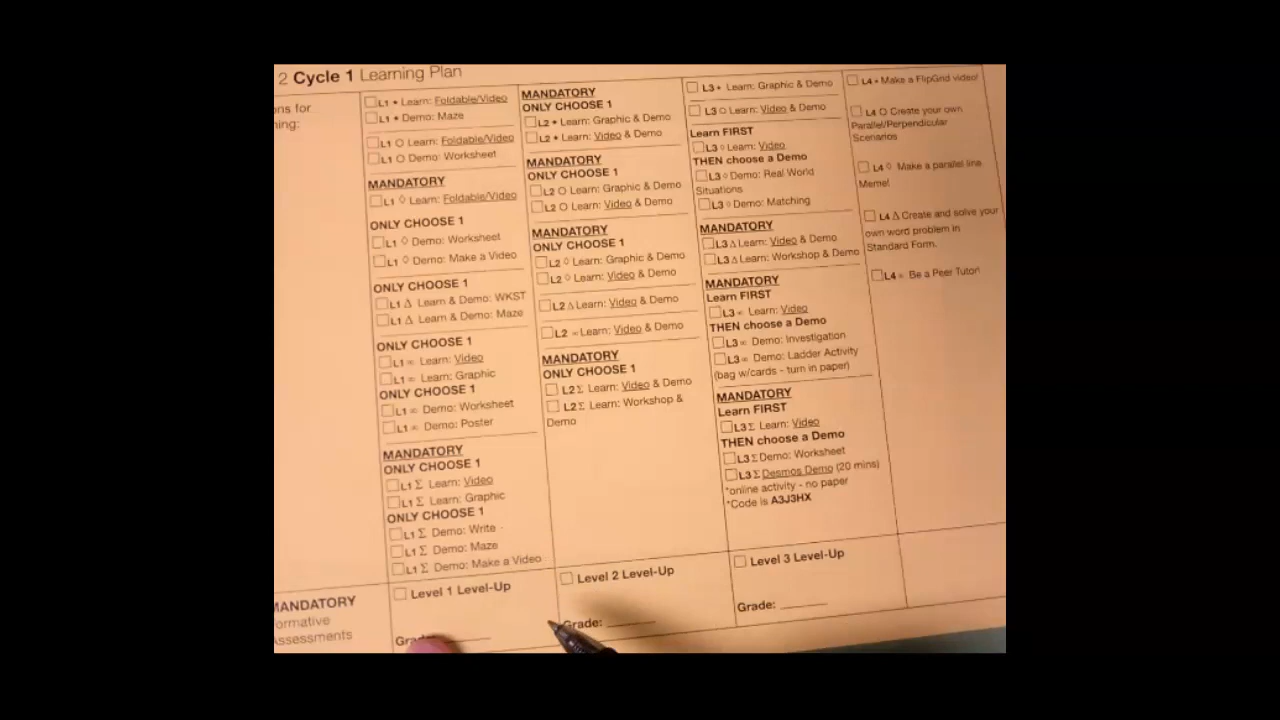 2 Cycle 1 Learning Plan
ons for
ning:
L1 • Learn: Foldable/Video
L1 • Demo: Maze
L1 ○ Learn: Foldable/Video
L1 ○ Demo: Worksheet
MANDATORY
L1 ◊ Learn: Foldable/Video
ONLY CHOOSE 1
L1 ◊ Demo: Worksheet
L1 ◊ Demo: Make a Video
ONLY CHOOSE 1
L1 Δ Learn & Demo: WKST
L1 Δ Learn & Demo: Maze
ONLY CHOOSE 1
L1 ∞ Learn: Video
L1 ∞ Learn: Graphic
ONLY CHOOSE 1
L1 ∞ Demo: Worksheet
L1 ∞ Demo: Poster
MANDATORY
ONLY CHOOSE 1
L1 Σ Learn: Video
L1 Σ Learn: Graphic
ONLY CHOOSE 1
L1 Σ Demo: Write
L1 Σ Demo: Maze
L1 Σ Demo: Make a Video
MANDATORY
ONLY CHOOSE 1
L2 • Learn: Graphic & Demo
L2 • Learn: Video & Demo
MANDATORY
ONLY CHOOSE 1
L2 ○ Learn: Graphic & Demo
L2 ○ Learn: Video & Demo
MANDATORY
ONLY CHOOSE 1
L2 ◊ Learn: Graphic & Demo
L2 ◊ Learn: Video & Demo
L2 Δ Learn: Video & Demo
L2 ∞ Learn: Video & Demo
MANDATORY
ONLY CHOOSE 1
L2 Σ Learn: Video & Demo
L2 Σ Learn: Workshop &
Demo
L3 • Learn: Graphic & Demo
L3 ○ Learn: Video & Demo
Learn FIRST
L3 ◊ Learn: Video
THEN choose a Demo
L3 ◊ Demo: Real World
Situations
L3 ◊ Demo: Matching
MANDATORY
L3 Δ Learn: Video & Demo
L3 Δ Learn: Workshop & Demo
MANDATORY
Learn FIRST
L3 ∞ Learn: Video
THEN choose a Demo
L3 ∞ Demo: Investigation
L3 ∞ Demo: Ladder Activity
(bag w/cards - turn in paper)
MANDATORY
Learn FIRST
L3 Σ Learn: Video
THEN choose a Demo
L3 Σ Demo: Worksheet
L3 Σ Desmos Demo (20 mins)
*online activity - no paper
*Code is A3J3HX
L4 • Make a FlipGrid video!
L4 ○ Create your own
Parallel/Perpendicular
Scenarios
L4 ◊ Make a parallel line
Meme!
L4 Δ Create and solve your
own word problem in
Standard Form.
L4 ∞ Be a Peer Tutor!
MANDATORY
ormative
Assessments
Level 1 Level-Up
Grade:
Level 2 Level-Up
Grade: ______
Level 3 Level-Up
Grade: ______